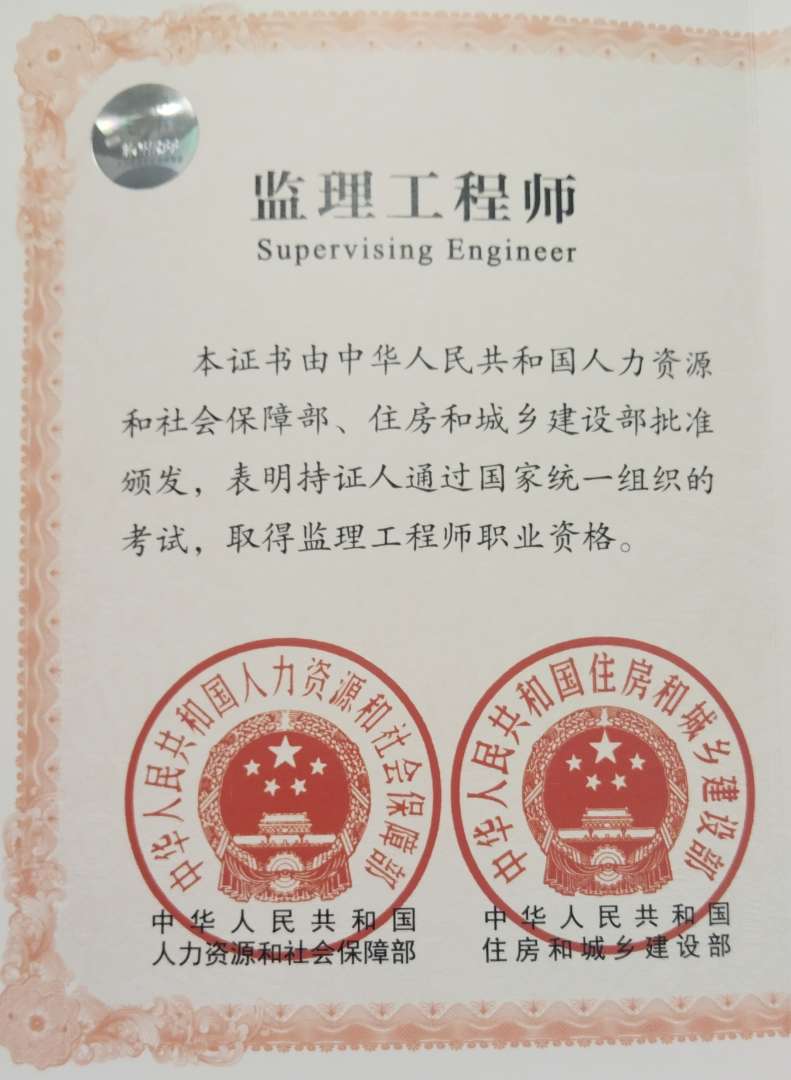 监理工程师
Supervising Engineer
本证书由中华人民共和国人力资源
和社会保障部、住房和城乡建设部批准
颁发，表明持证人通过国家统一组织的
考试，取得监理工程师职业资格。
中华人民共和国人力资源和社会保障部
中华人民共和国住房和城乡建设部
中华人民共和国
人力资源和社会保障部
中华人民共和国
住房和城乡建设部